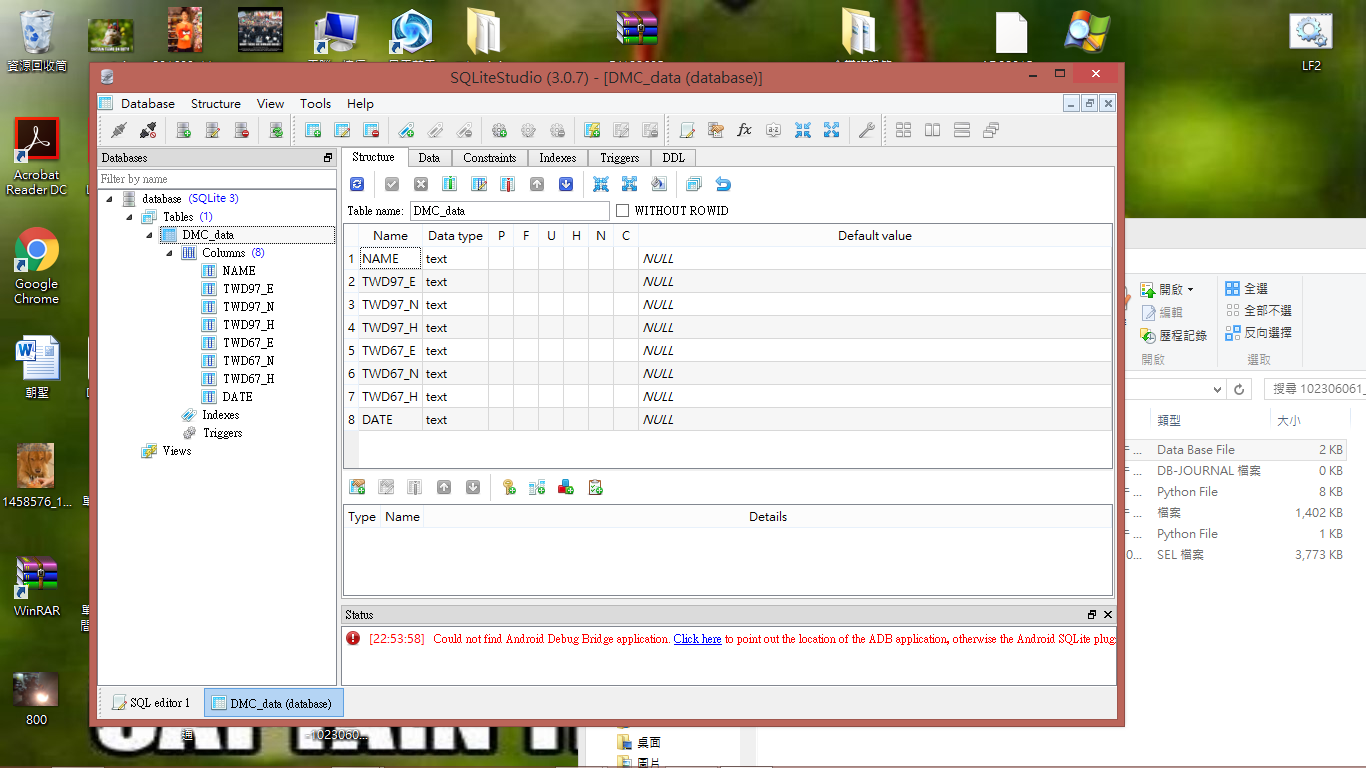 資源回收筒
LF2
SQLiteStudio (3.0.7) - [DMC_data (database)]
Database Structure View Tools Help
Databases
Filter by name
database (SQLite 3)
Tables (1)
DMC_data
Columns (8)
NAME
TWD97_E
TWD97_N
TWD97_H
TWD67_E
TWD67_N
TWD67_H
DATE
Indexes
Triggers
Views
Structure Data Constraints Indexes Triggers DDL
Table name: DMC_data WITHOUT ROWID
Name Data type P F U H N C Default value
1 NAME text NULL
2 TWD97_E text NULL
3 TWD97_N text NULL
4 TWD97_H text NULL
5 TWD67_E text NULL
6 TWD67_N text NULL
7 TWD67_H text NULL
8 DATE text NULL
Type Name Details
Status
[22:53:58] Could not find Android Debug Bridge application. Click here to point out the location of the ADB application, otherwise the Android SQLite plug
SQL editor 1 DMC_data (database)
Acrobat
Reader DC
Google
Chrome
朝聖
1458576_1...
WinRAR
800
-1023060...
開啟
編輯
歷程記錄
開啟
全選
全部不選
反向選擇
選取
搜尋 102306061_
類型 大小
Data Base File 2 KB
DB-JOURNAL 檔案 0 KB
Python File 8 KB
檔案 1,402 KB
Python File 1 KB
0... SEL 檔案 3,773 KB
桌面
圖片